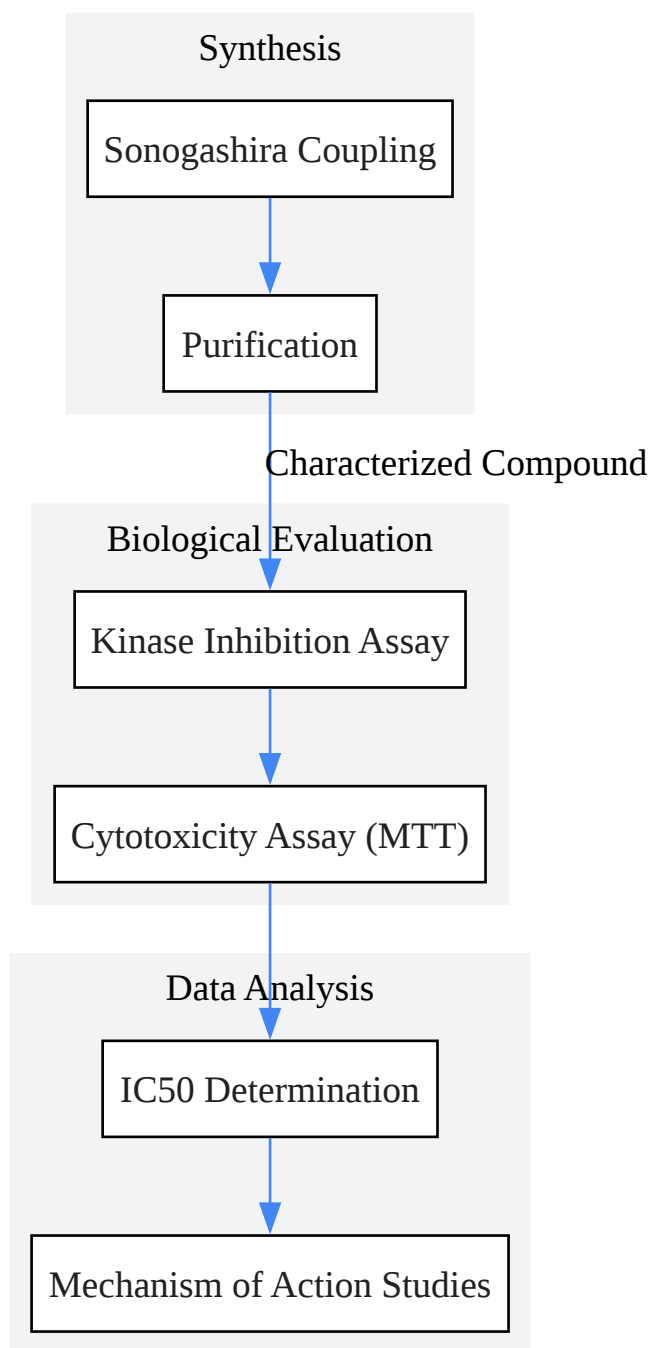 Synthesis
Sonogashira Coupling
Purification
Characterized Compound
Biological Evaluation
Kinase Inhibition Assay
Cytotoxicity Assay (MTT)
Data Analysis
IC50 Determination
Mechanism of Action Studies